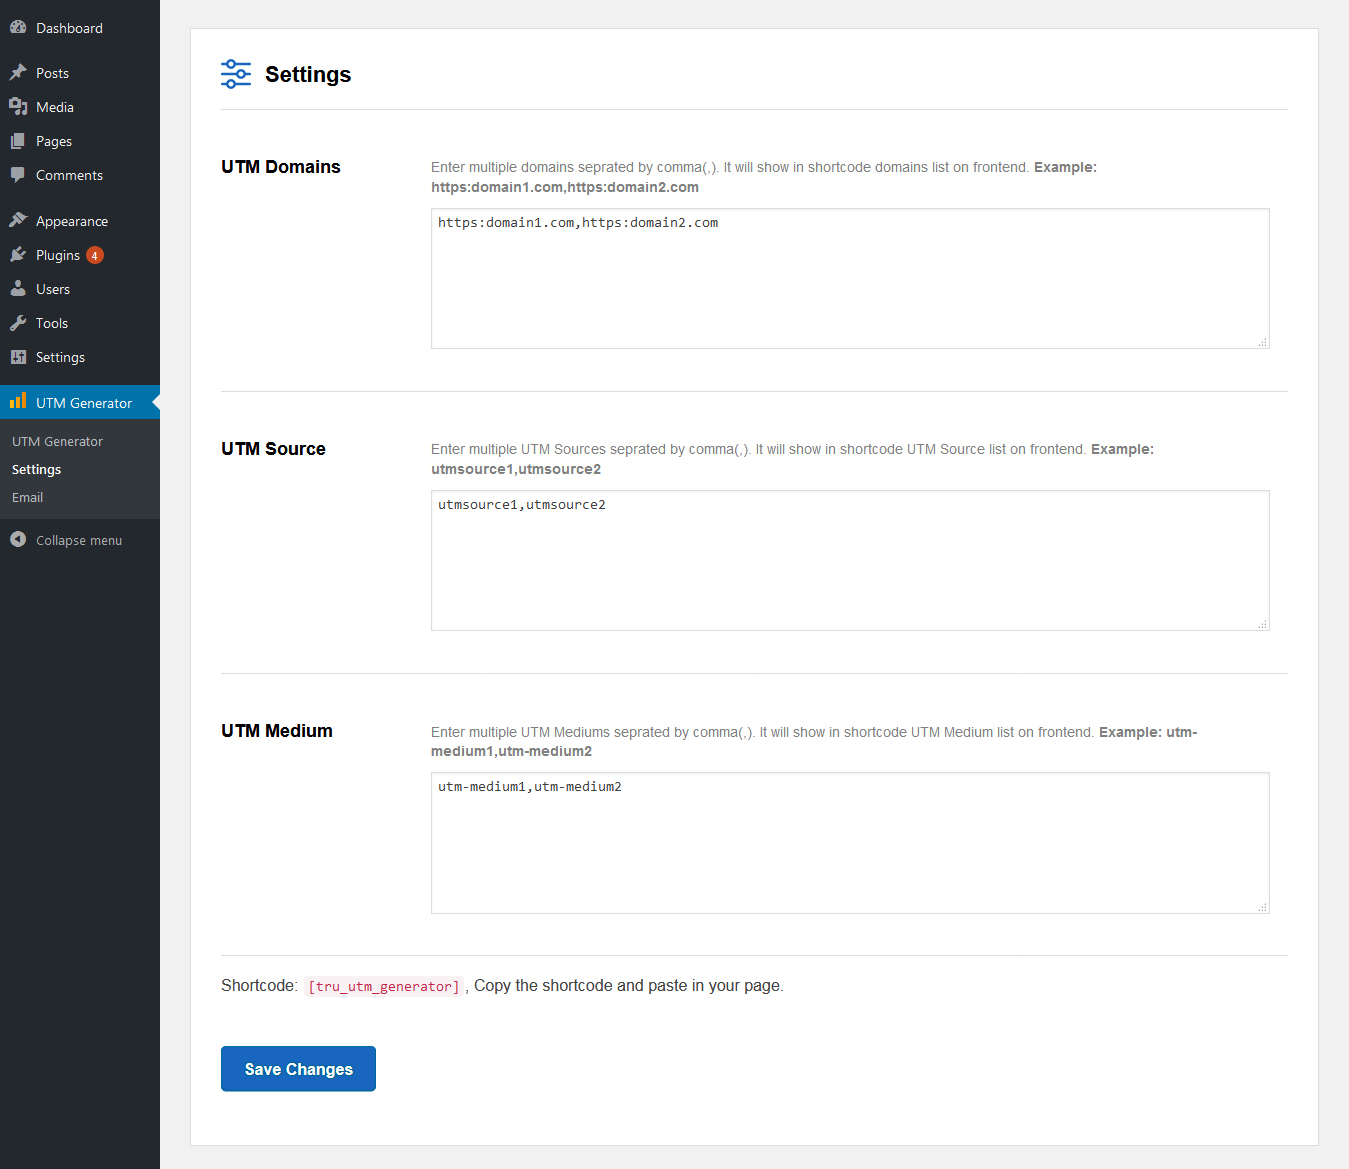 Dashboard
Posts
Media
Pages
Comments
Appearance
Plugins 4
Users
Tools
Settings
UTM Generator
UTM Generator
Settings
Email
Collapse menu
Settings
UTM Domains
Enter multiple domains seprated by comma(,). It will show in shortcode domains list on frontend. Example:
https:domain1.com,https:domain2.com
https:domain1.com,https:domain2.com
UTM Source
Enter multiple UTM Sources seprated by comma(,). It will show in shortcode UTM Source list on frontend. Example:
utmsource1,utmsource2
utmsource1,utmsource2
UTM Medium
Enter multiple UTM Mediums seprated by comma(,). It will show in shortcode UTM Medium list on frontend. Example: utm-
medium1,utm-medium2
utm-medium1,utm-medium2
Shortcode: [tru_utm_generator] , Copy the shortcode and paste in your page.
Save Changes